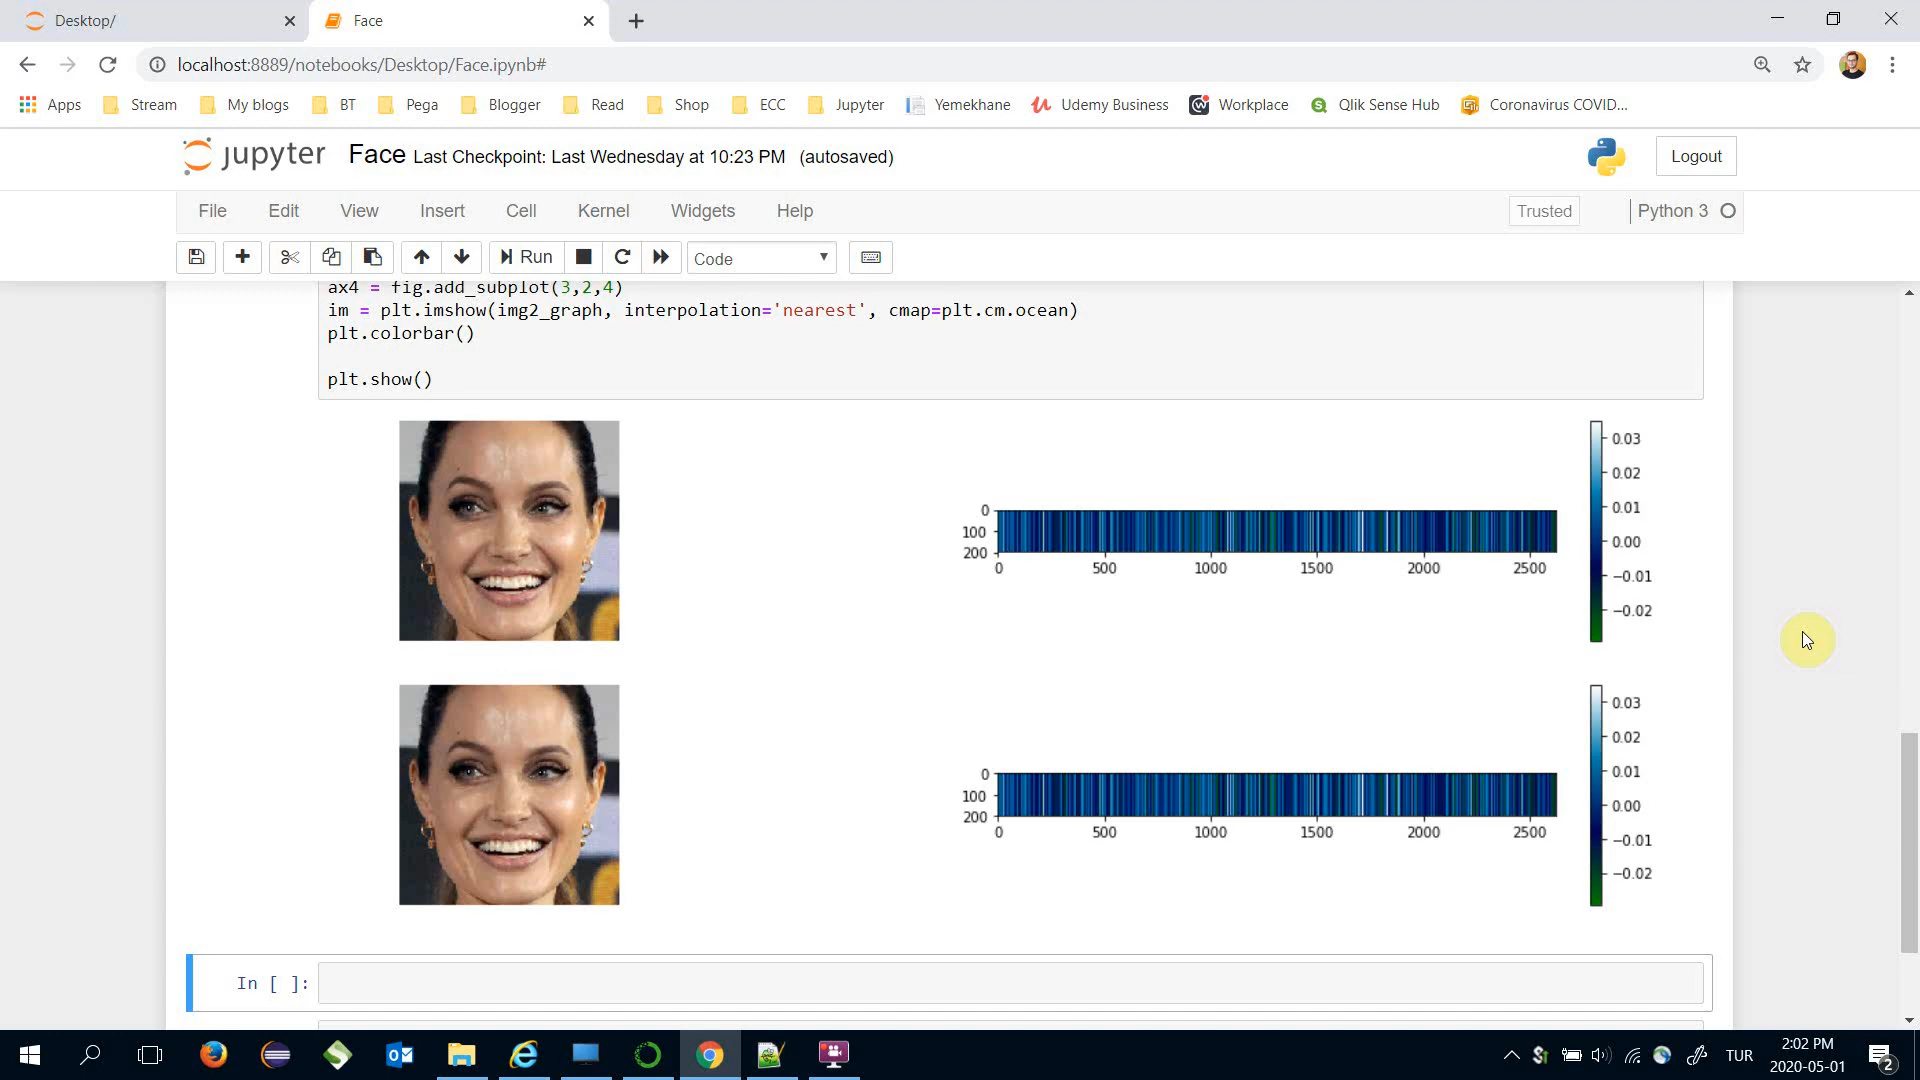 Desktop/
Face
localhost:8889/notebooks/Desktop/Face.ipynb#
Apps Stream My blogs BT Pega Blogger Read Shop ECC Jupyter Yemekhane Udemy Business Workplace Qlik Sense Hub Coronavirus COVID...
jupyter Face Last Checkpoint: Last Wednesday at 10:23 PM (autosaved) Logout
File Edit View Insert Cell Kernel Widgets Help Trusted Python 3
Run Code
ax4 = fig.add_subplot(3,2,4)
im = plt.imshow(img2_graph, interpolation='nearest', cmap=plt.cm.ocean)
plt.colorbar()
plt.show()
0
100
200
0 500 1000 1500 2000 2500
0.03
0.02
0.01
0.00
−0.01
−0.02
0
100
200
0 500 1000 1500 2000 2500
0.03
0.02
0.01
0.00
−0.01
−0.02
In [ ]:
TUR
2:02 PM
2020-05-01
2